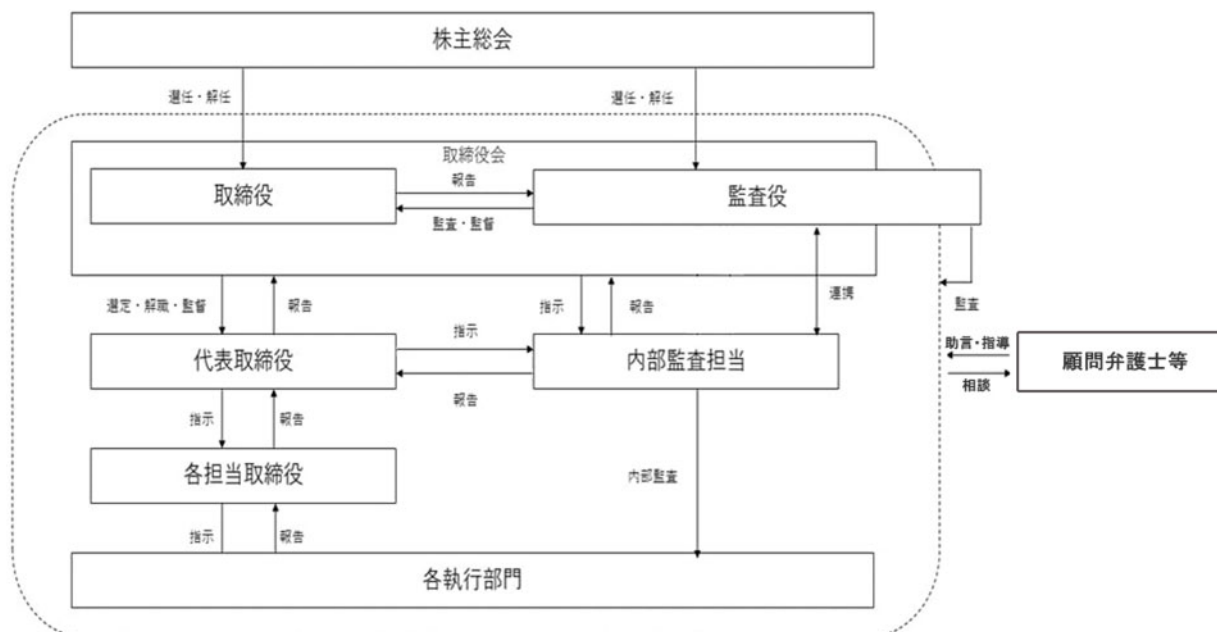 株主総会
選任・解任
選任・解任
取締役会
取締役
報告
監査・監督
監査役
選定・解職・監督
報告
指示
報告
連携
監査
代表取締役
指示
報告
内部監査担当
助言・指導
相談
顧問弁護士等
指示
報告
各担当取締役
内部監査
指示
報告
各執行部門